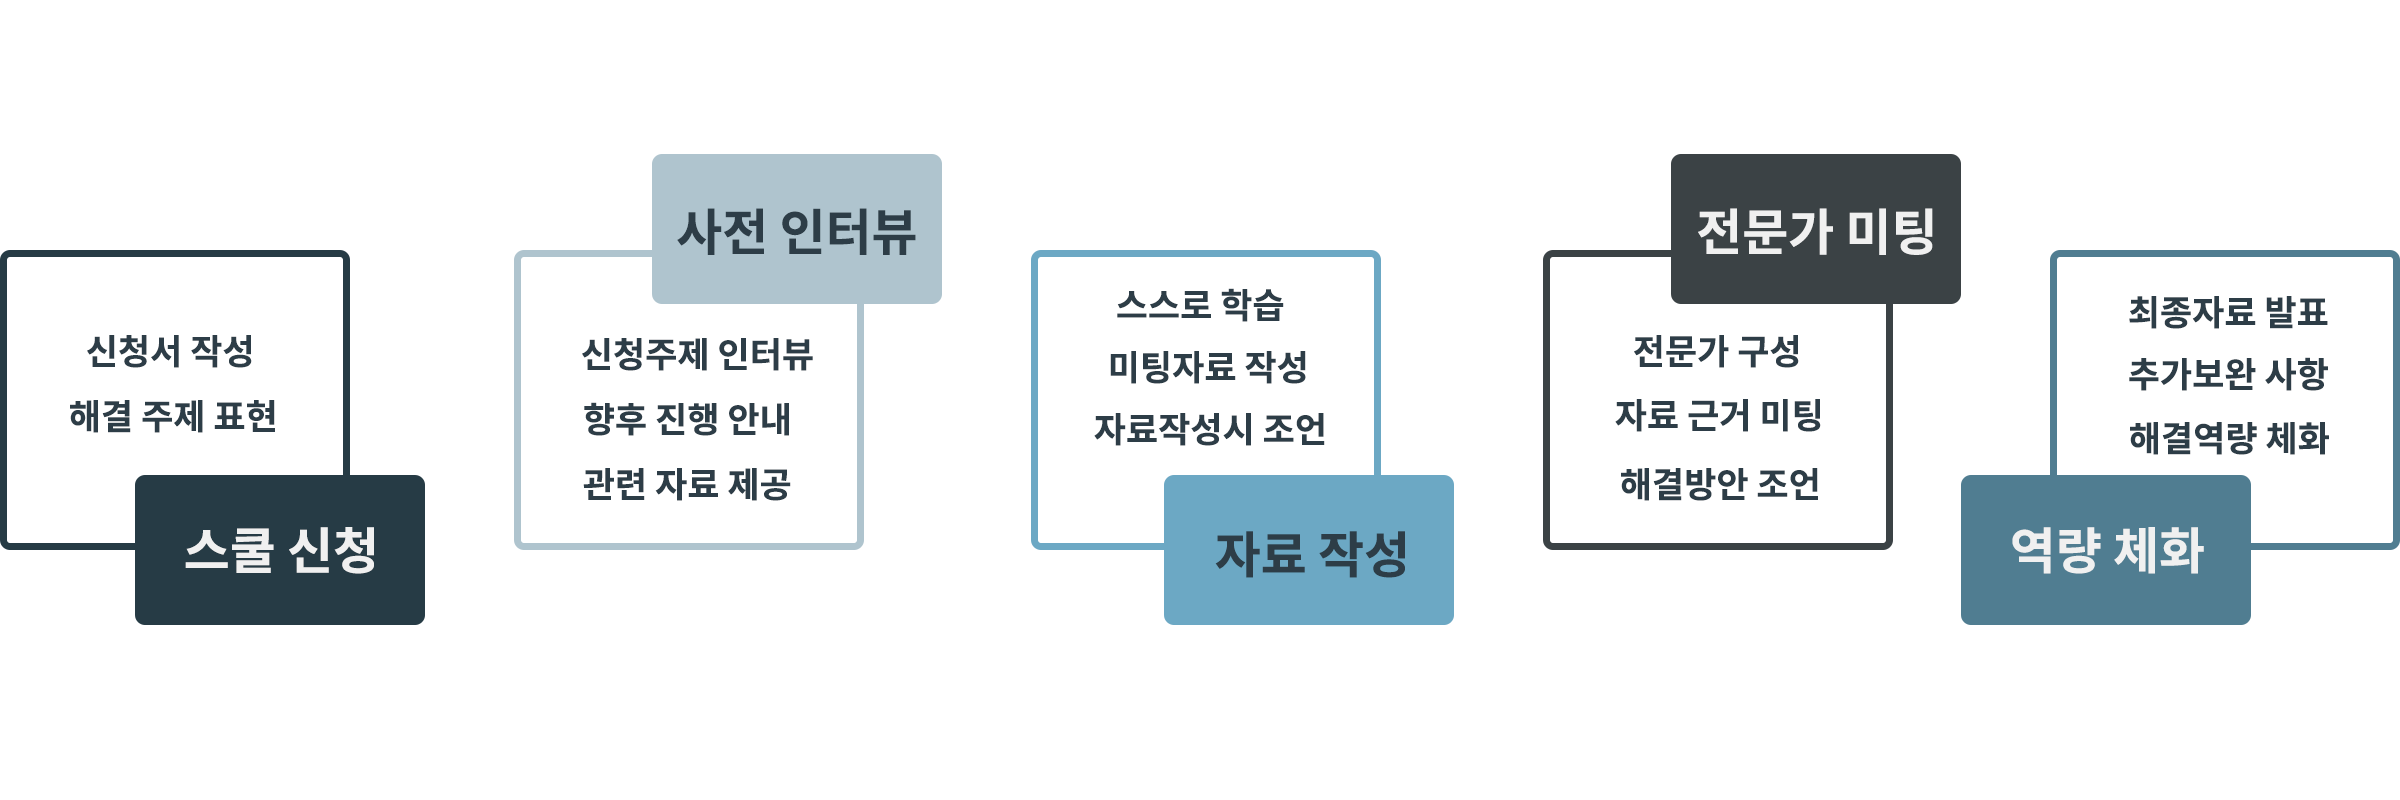 신청서 작성
해결 주제 표현
스쿨 신청
사전 인터뷰
신청주제 인터뷰
향후 진행 안내
관련 자료 제공
스스로 학습
미팅자료 작성
자료작성시 조언
자료 작성
전문가 미팅
전문가 구성
자료 근거 미팅
해결방안 조언
최종자료 발표
추가보완 사항
해결역량 체화
역량 체화